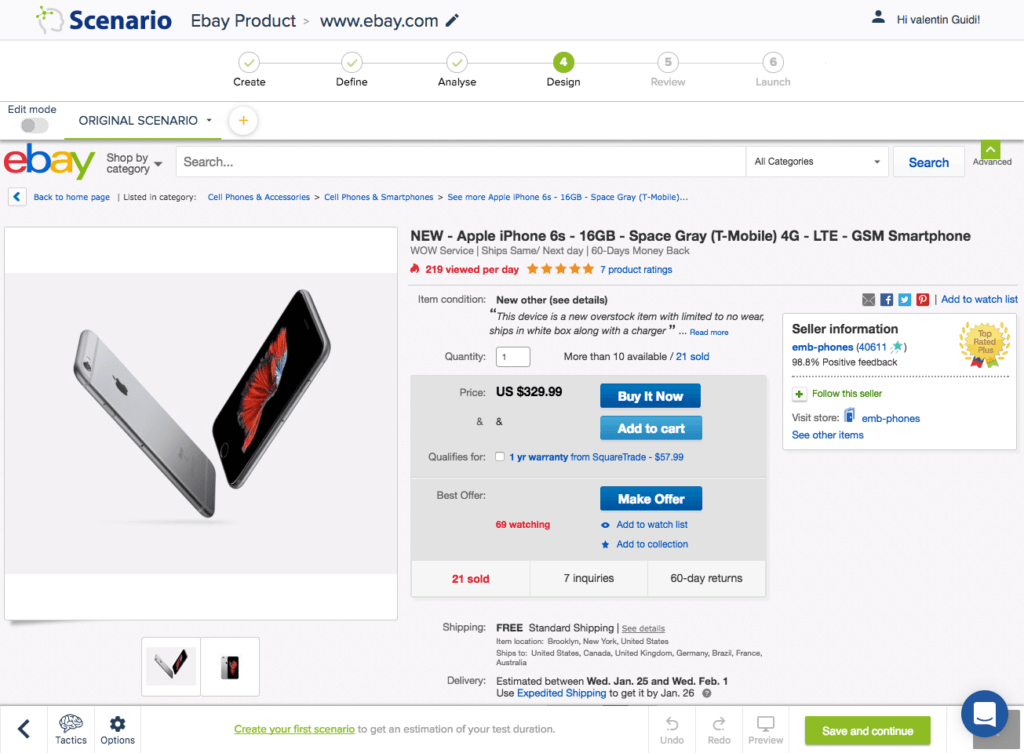 Scenario Ebay Product > www.ebay.com
Hi valentin Guidi!
4 5 6
Create Define Analyse Design Review Launch
Edit mode
ORIGINAL SCENARIO +
ebay Shop by category Search... All Categories Search Advanced
Back to home page | Listed in category: Cell Phones & Accessories > Cell Phones & Smartphones > See more Apple iPhone 6s - 16GB - Space Gray (T-Mobile)...
NEW - Apple iPhone 6s - 16GB - Space Gray (T-Mobile) 4G - LTE - GSM Smartphone
WOW Service | Ships Same/ Next day | 60-Days Money Back
219 viewed per day 7 product ratings
Item condition: New other (see details)
“This device is a new overstock item with limited to no wear,
ships in white box along with a charger ” ... Read more
Quantity: 1 More than 10 available / 21 sold
Price: US $329.99 Buy It Now
& & Add to cart
Qualifies for: 1 yr warranty from SquareTrade - $57.99
Best Offer: Make Offer
69 watching Add to watch list
Add to collection
21 sold 7 inquiries 60-day returns
| Add to watch list
Seller information
emb-phones (40611 )
98.8% Positive feedback
Top
Rated
Plus
+ Follow this seller
Visit store: emb-phones
See other items
Shipping: FREE Standard Shipping | See details
Item location: Brooklyn, New York, United States
Ships to: United States, Canada, United Kingdom, Germany, Brazil, France,
Australia
Delivery: Estimated between Wed. Jan. 25 and Wed. Feb. 1
Use Expedited Shipping to get it by Jan. 26 ?
Tactics Options
Create your first scenario to get an estimation of your test duration.
Undo Redo Preview
Save and continue